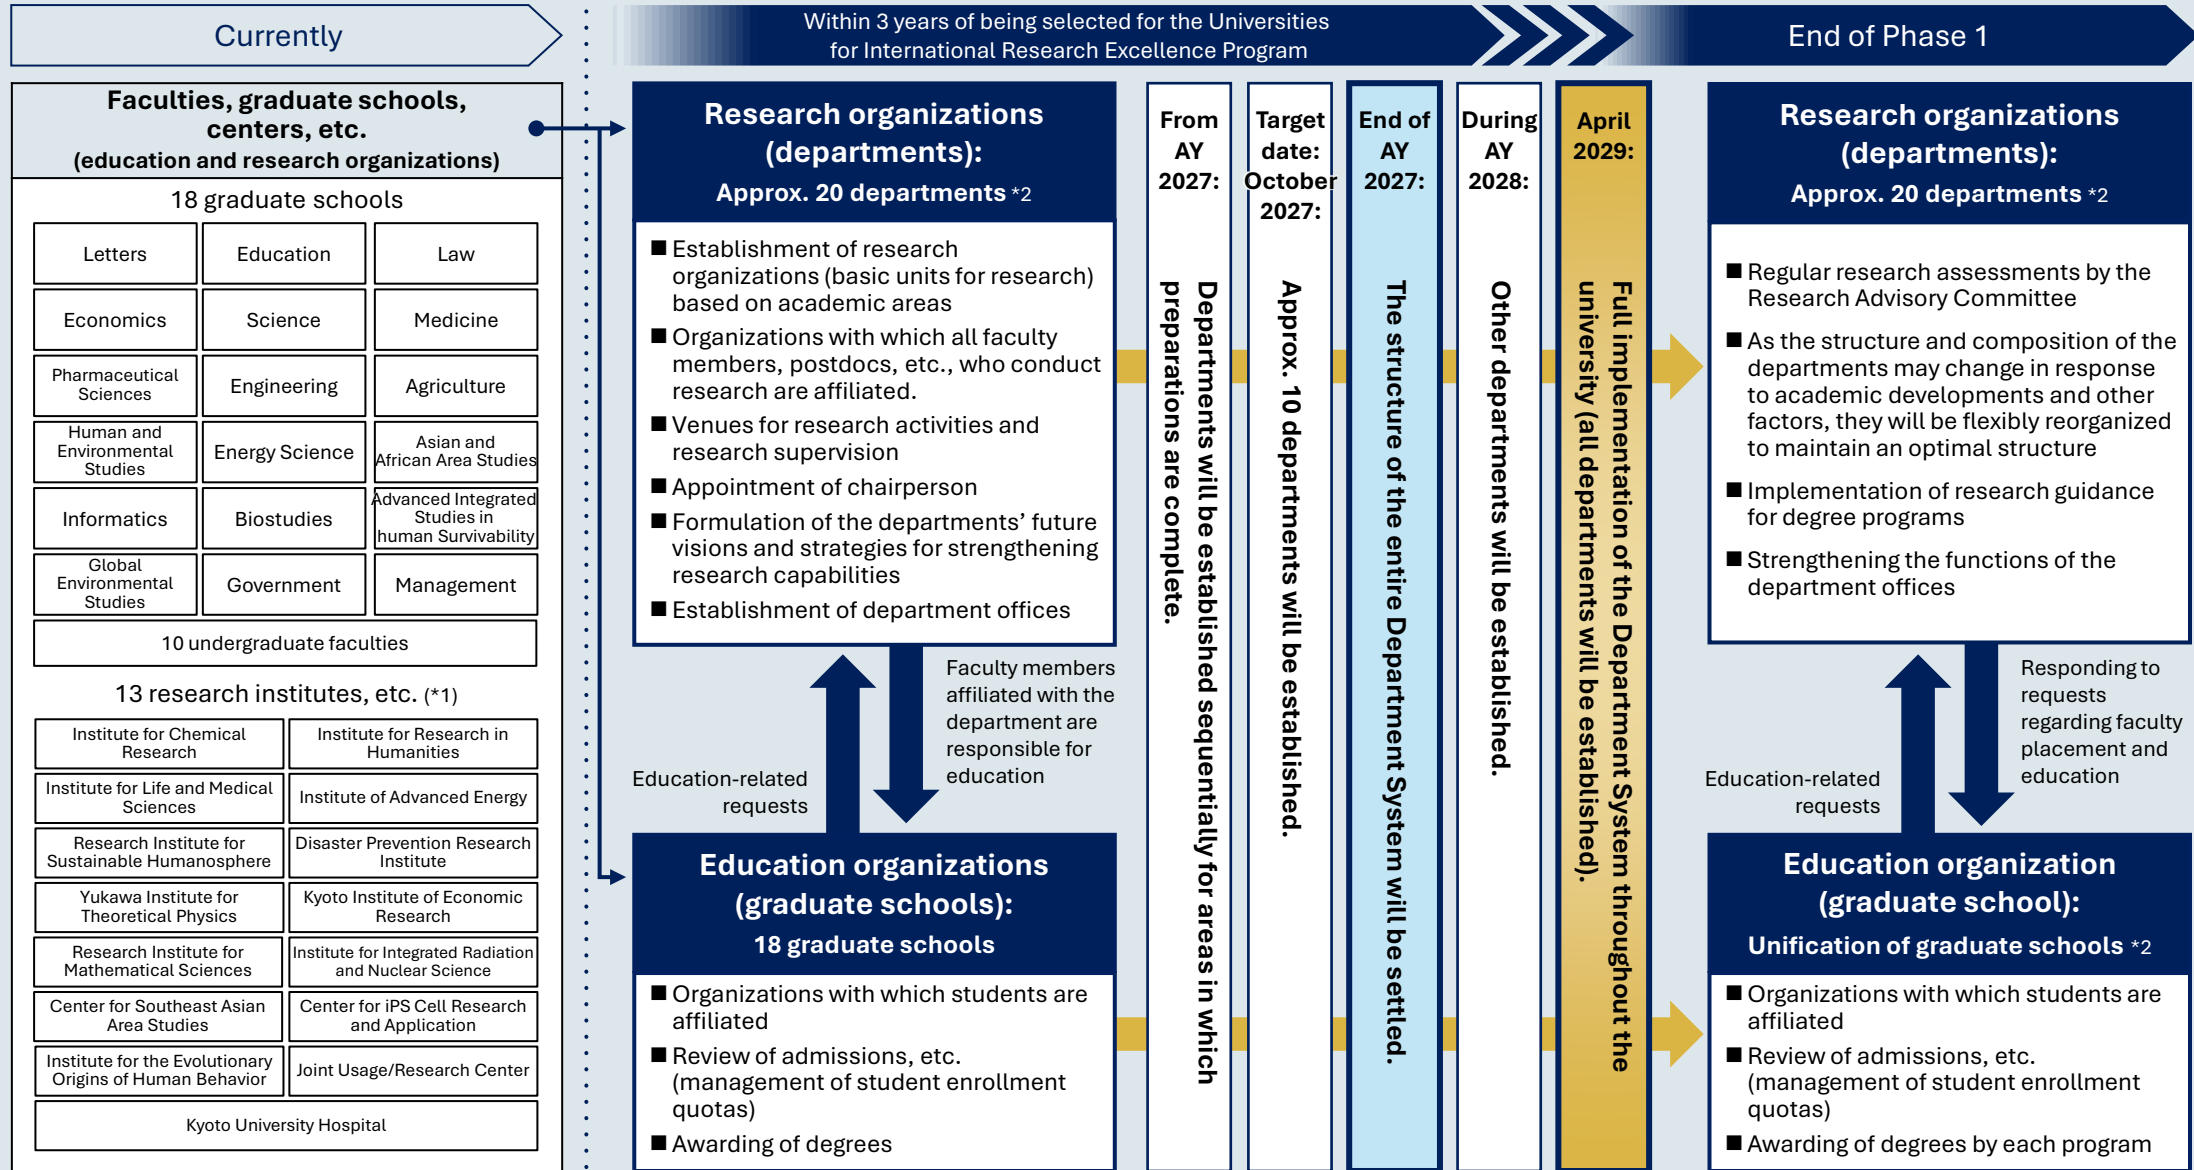 Currently
Within 3 years of being selected for the Universities
for International Research Excellence Program
End of Phase 1
Faculties, graduate schools,
centers, etc.
(education and research organizations)
18 graduate schools
Letters
Education
Law
Economics
Science
Medicine
Pharmaceutical
Sciences
Engineering
Agriculture
Human and
Environmental
Studies
Energy Science
Asian and
African Area Studies
Informatics
Biostudies
Advanced Integrated
Studies in
human Survivability
Global
Environmental
Studies
Government
Management
10 undergraduate faculties
13 research institutes, etc. (*1)
Institute for Chemical
Research
Institute for Research in
Humanities
Institute for Life and Medical
Sciences
Institute of Advanced Energy
Research Institute for
Sustainable Humanosphere
Disaster Prevention Research
Institute
Yukawa Institute for
Theoretical Physics
Kyoto Institute of Economic
Research
Research Institute for
Mathematical Sciences
Institute for Integrated Radiation
and Nuclear Science
Center for Southeast Asian
Area Studies
Center for iPS Cell Research
and Application
Institute for the Evolutionary
Origins of Human Behavior
Joint Usage/Research Center
Kyoto University Hospital
Research organizations
(departments):
Approx. 20 departments *2
■ Establishment of research
organizations (basic units for research)
based on academic areas
■ Organizations with which all faculty
members, postdocs, etc., who conduct
research are affiliated.
■ Venues for research activities and
research supervision
■ Appointment of chairperson
■ Formulation of the departments’ future
visions and strategies for strengthening
research capabilities
■ Establishment of department offices
Education-related
requests
Faculty members
affiliated with the
department are
responsible for
education
Education organizations
(graduate schools):
18 graduate schools
■ Organizations with which students are
affiliated
■ Review of admissions, etc.
(management of student enrollment
quotas)
■ Awarding of degrees
From
AY
2027:
Departments will be established sequentially for areas in which
preparations are complete.
Target
date:
October
2027:
Approx. 10 departments will be established.
End of
AY
2027:
The structure of the entire Department System will be settled.
During
AY
2028:
Other departments will be established.
April
2029:
Full implementation of the Department System throughout the
university (all departments will be established).
Research organizations
(departments):
Approx. 20 departments *2
■ Regular research assessments by the
Research Advisory Committee
■ As the structure and composition of the
departments may change in response
to academic developments and other
factors, they will be flexibly reorganized
to maintain an optimal structure
■ Implementation of research guidance
for degree programs
■ Strengthening the functions of the
department offices
Education-related
requests
Responding to
requests
regarding faculty
placement and
education
Education organization
(graduate school):
Unification of graduate schools *2
■ Organizations with which students are
affiliated
■ Review of admissions, etc.
(management of student enrollment
quotas)
■ Awarding of degrees by each program